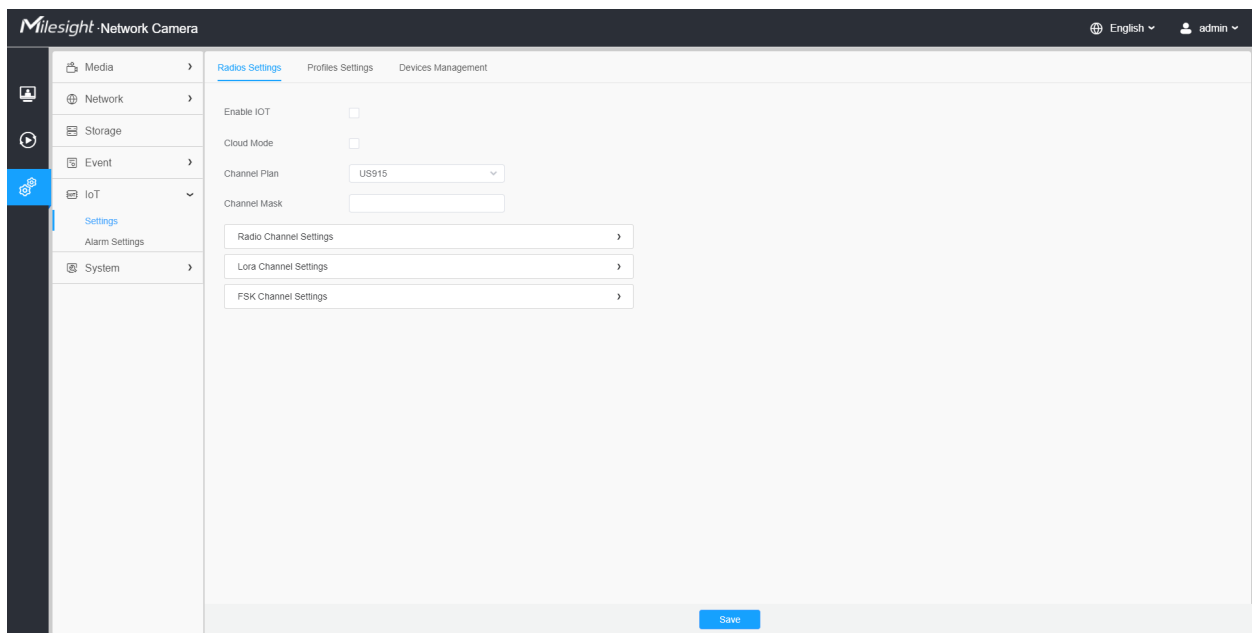 Milesight ·Network Camera
English
admin
Media
Network
Storage
Event
IoT
Settings
Alarm Settings
System
Radios Settings
Profiles Settings
Devices Management
Enable IOT
Cloud Mode
Channel Plan
US915
Channel Mask
Radio Channel Settings
Lora Channel Settings
FSK Channel Settings
Save